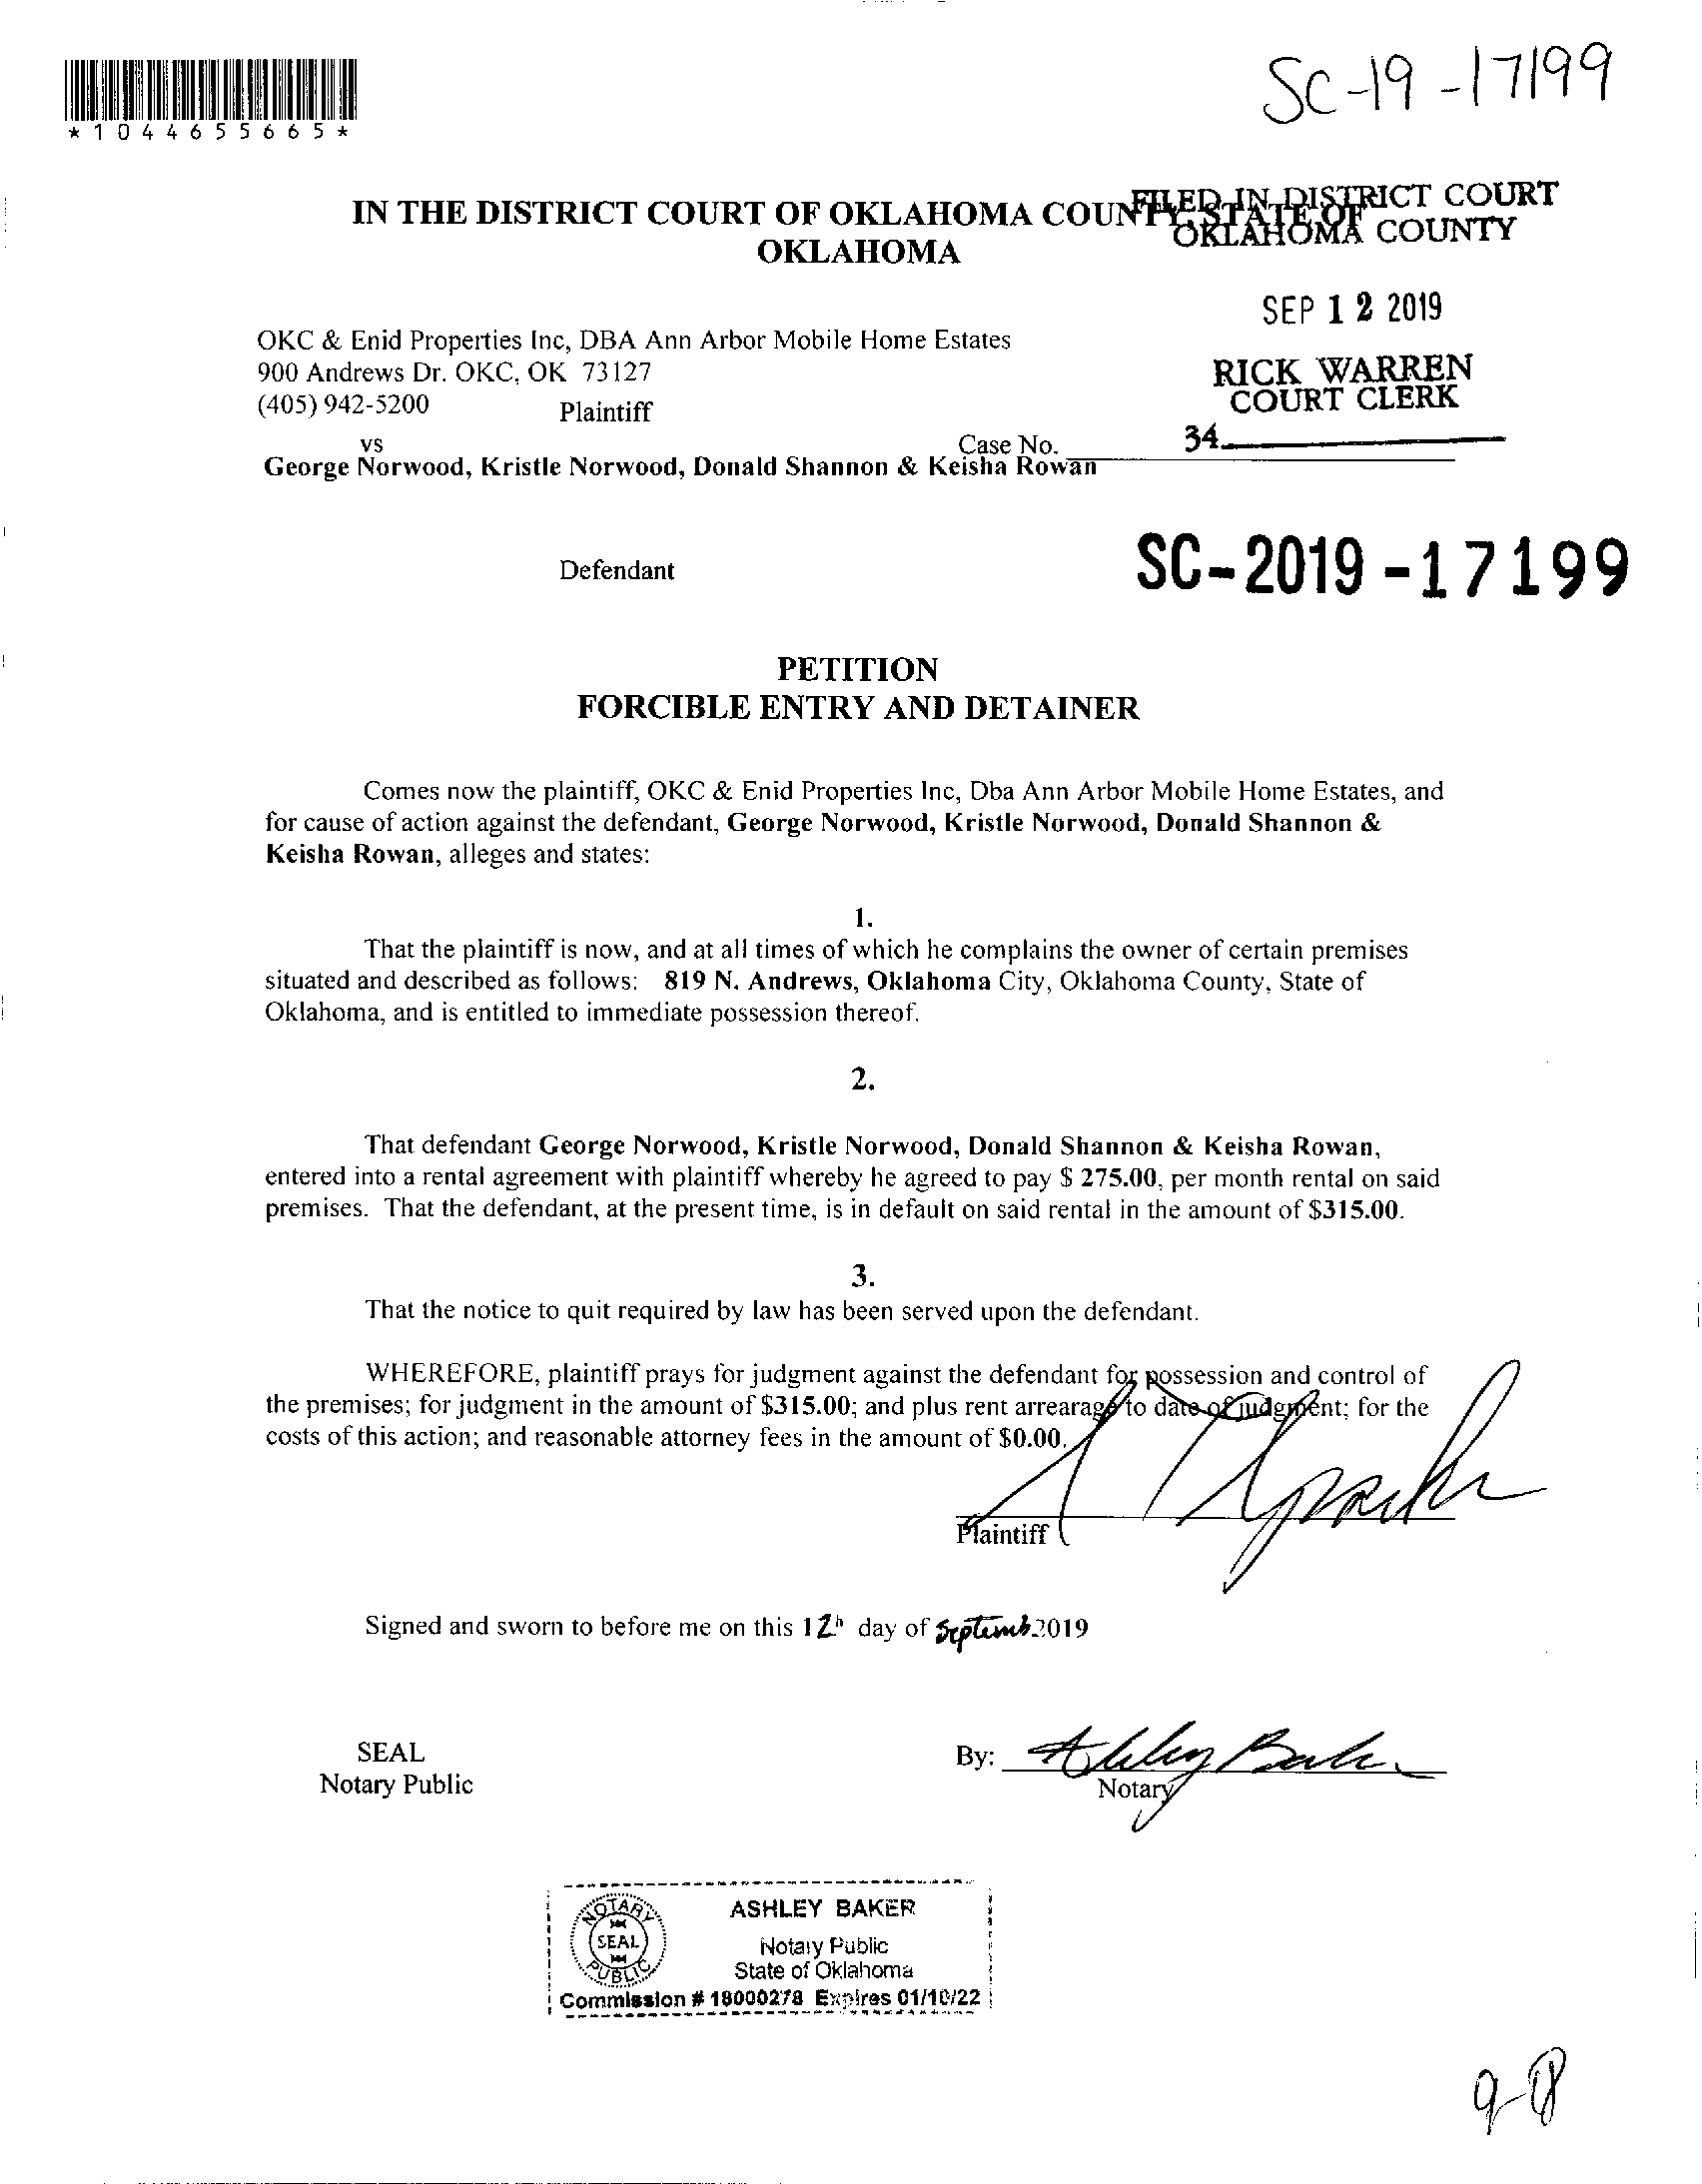 SC-19-17199
*1044655665*
IN THE DISTRICT COURT OF OKLAHOMA COUNTY, STATE OF
OKLAHOMA
FILED IN DISTRICT COURT
OKLAHOMA COUNTY
SEP 12 2019
RICK WARREN
COURT CLERK
34
OKC & Enid Properties Inc, DBA Ann Arbor Mobile Home Estates
900 Andrews Dr. OKC, OK 73127
(405) 942-5200 Plaintiff
vs Case No.
George Norwood, Kristle Norwood, Donald Shannon & Keisha Rowan
Defendant
SC-2019-17199
PETITION
FORCIBLE ENTRY AND DETAINER
Comes now the plaintiff, OKC & Enid Properties Inc, Dba Ann Arbor Mobile Home Estates, and
for cause of action against the defendant, George Norwood, Kristle Norwood, Donald Shannon &
Keisha Rowan, alleges and states:
1.
That the plaintiff is now, and at all times of which he complains the owner of certain premises
situated and described as follows: 819 N. Andrews, Oklahoma City, Oklahoma County, State of
Oklahoma, and is entitled to immediate possession thereof.
2.
That defendant George Norwood, Kristle Norwood, Donald Shannon & Keisha Rowan,
entered into a rental agreement with plaintiff whereby he agreed to pay $ 275.00, per month rental on said
premises. That the defendant, at the present time, is in default on said rental in the amount of $315.00.
3.
That the notice to quit required by law has been served upon the defendant.
WHEREFORE, plaintiff prays for judgment against the defendant for possession and control of
the premises; for judgment in the amount of $315.00; and plus rent arrearage to date of judgment; for the
costs of this action; and reasonable attorney fees in the amount of $0.00.
Plaintiff
Signed and sworn to before me on this 12th day of Septemb 2019
SEAL
Notary Public
By: Ashley Baker
Notary
NOTARY
SEAL
PUBLIC
ASHLEY BAKER
Notary Public
State of Oklahoma
Commission # 18000278 Expires 01/10/22